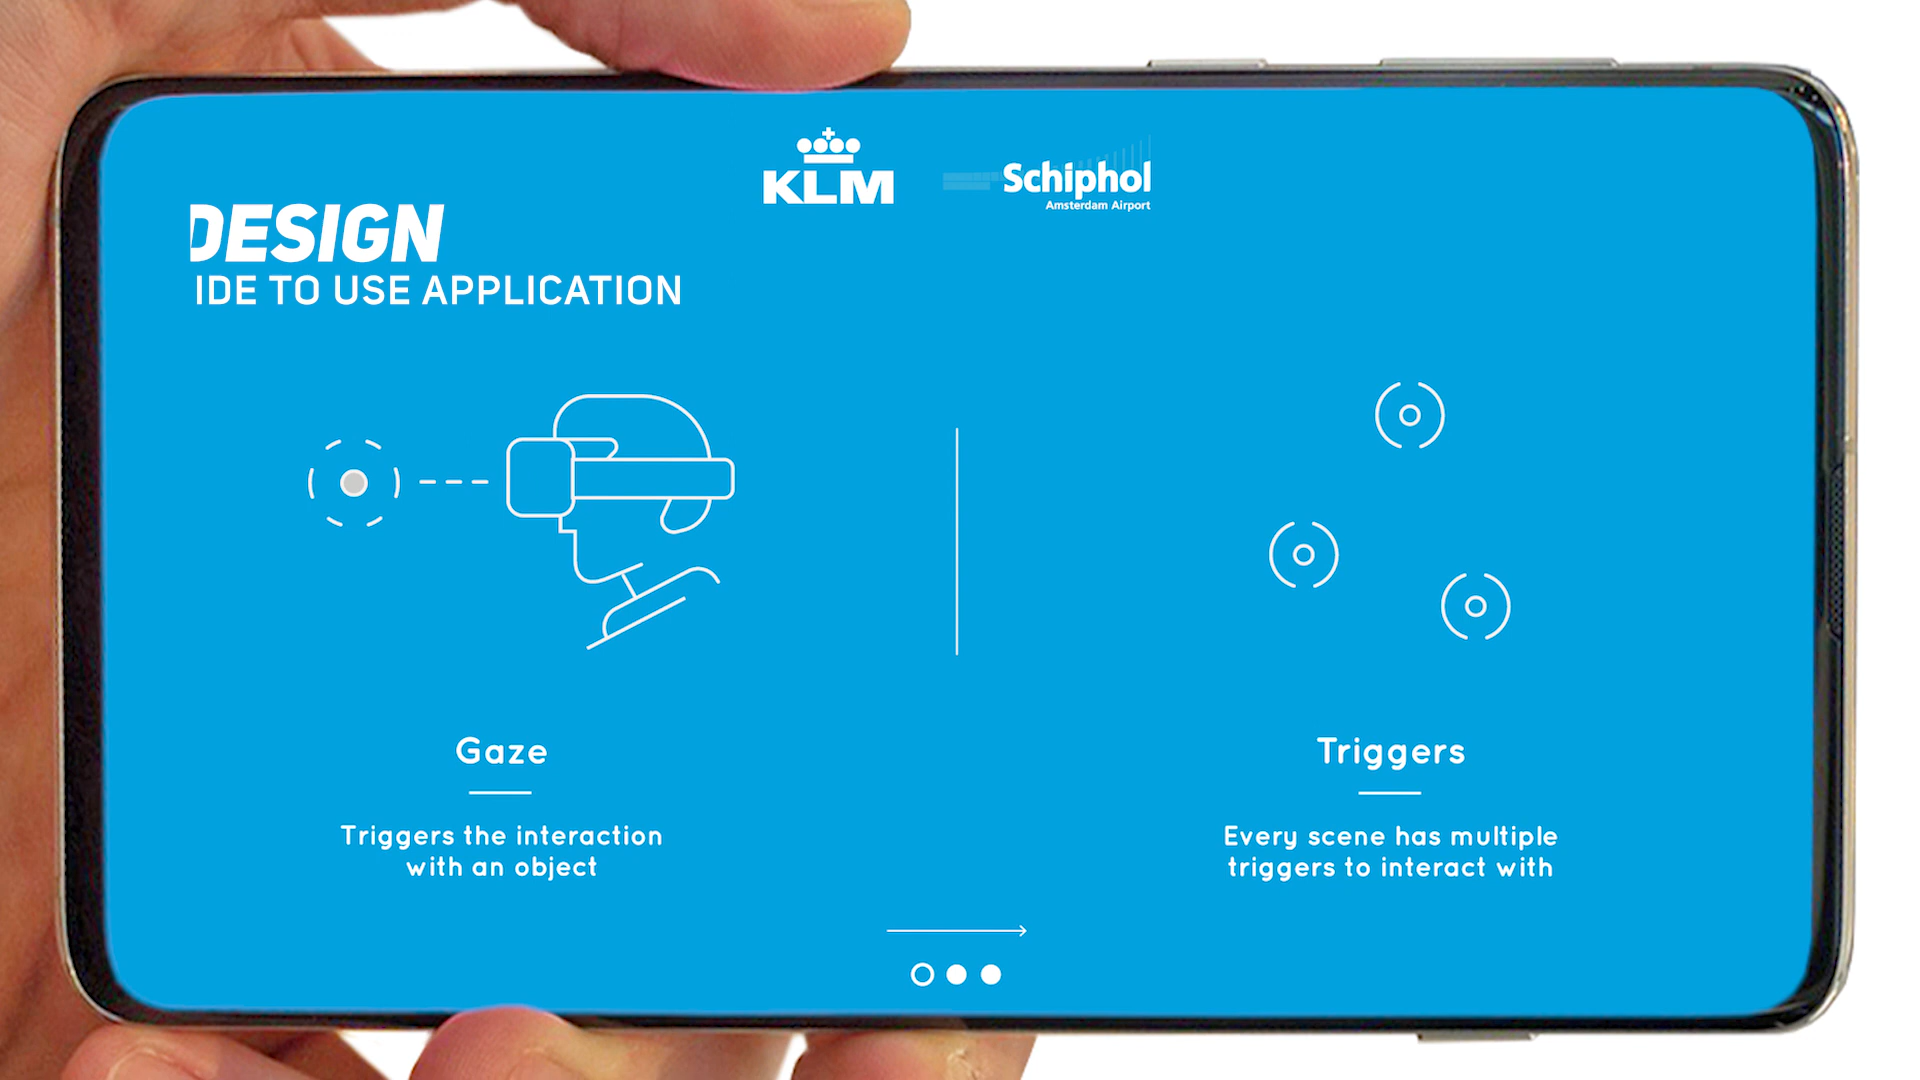 KLM
Schiphol
Amsterdam Airport
DESIGN
IDE TO USE APPLICATION
Gaze
Triggers the interaction
with an object
Triggers
Every scene has multiple
triggers to interact with